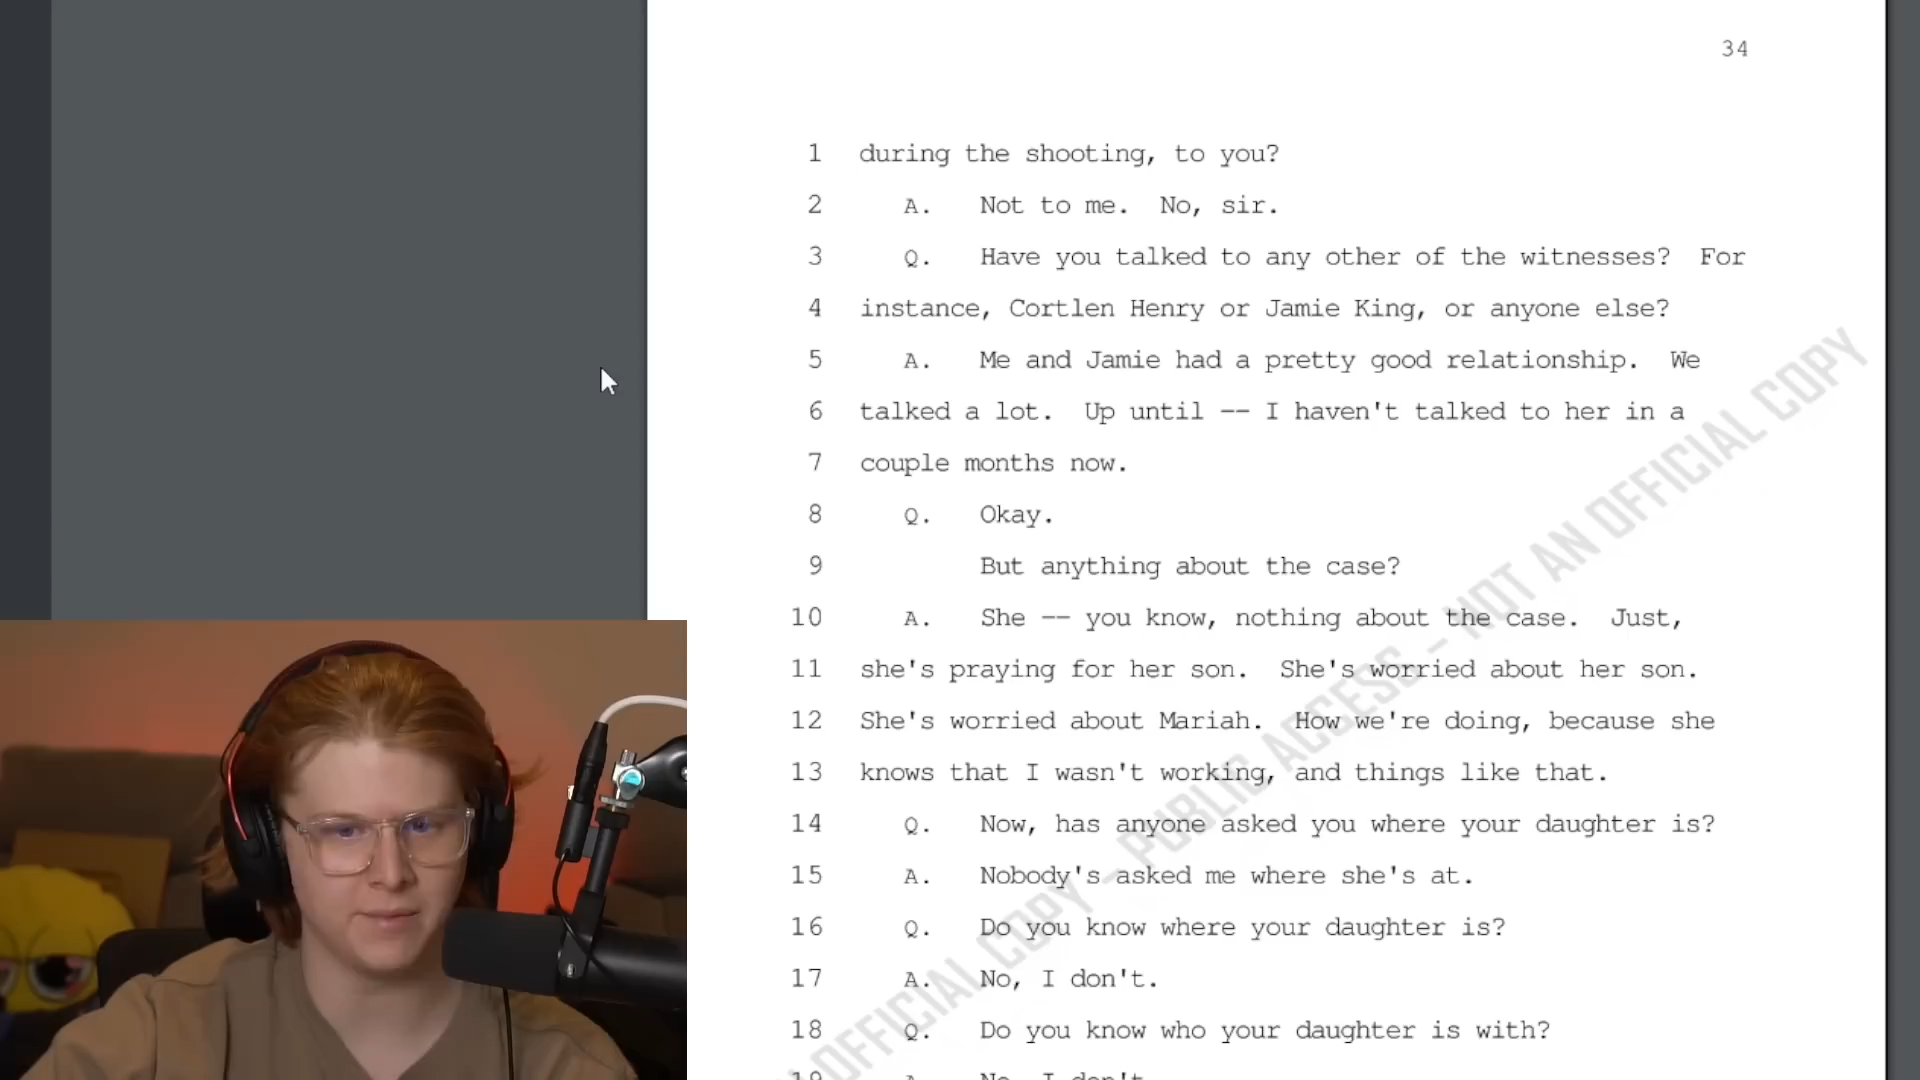 34
1 during the shooting, to you?
2 A. Not to me. No, sir.
3 Q. Have you talked to any other of the witnesses? For
4 instance, Cortlen Henry or Jamie King, or anyone else?
5 A. Me and Jamie had a pretty good relationship. We
6 talked a lot. Up until -- I haven't talked to her in a
7 couple months now.
8 Q. Okay.
9 But anything about the case?
10 A. She -- you know, nothing about the case. Just,
11 she's praying for her son. She's worried about her son.
12 She's worried about Mariah. How we're doing, because she
13 knows that I wasn't working, and things like that.
14 Q. Now, has anyone asked you where your daughter is?
15 A. Nobody's asked me where she's at.
16 Q. Do you know where your daughter is?
17 A. No, I don't.
18 Q. Do you know who your daughter is with?
19 A. No, I don't.
OFFICIAL COPY - PUBLIC ACCESS - NOT AN OFFICIAL COPY